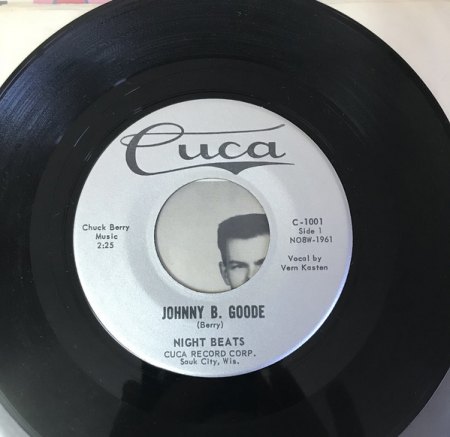 Cuca
Chuck Berry
Music
2:25
C-1001
Side 1
NO8W-1961
Vocal by
Vern Kasten
JOHNNY B. GOODE
(Berry)
NIGHT BEATS
CUCA RECORD CORP.
Sauk City, Wis.